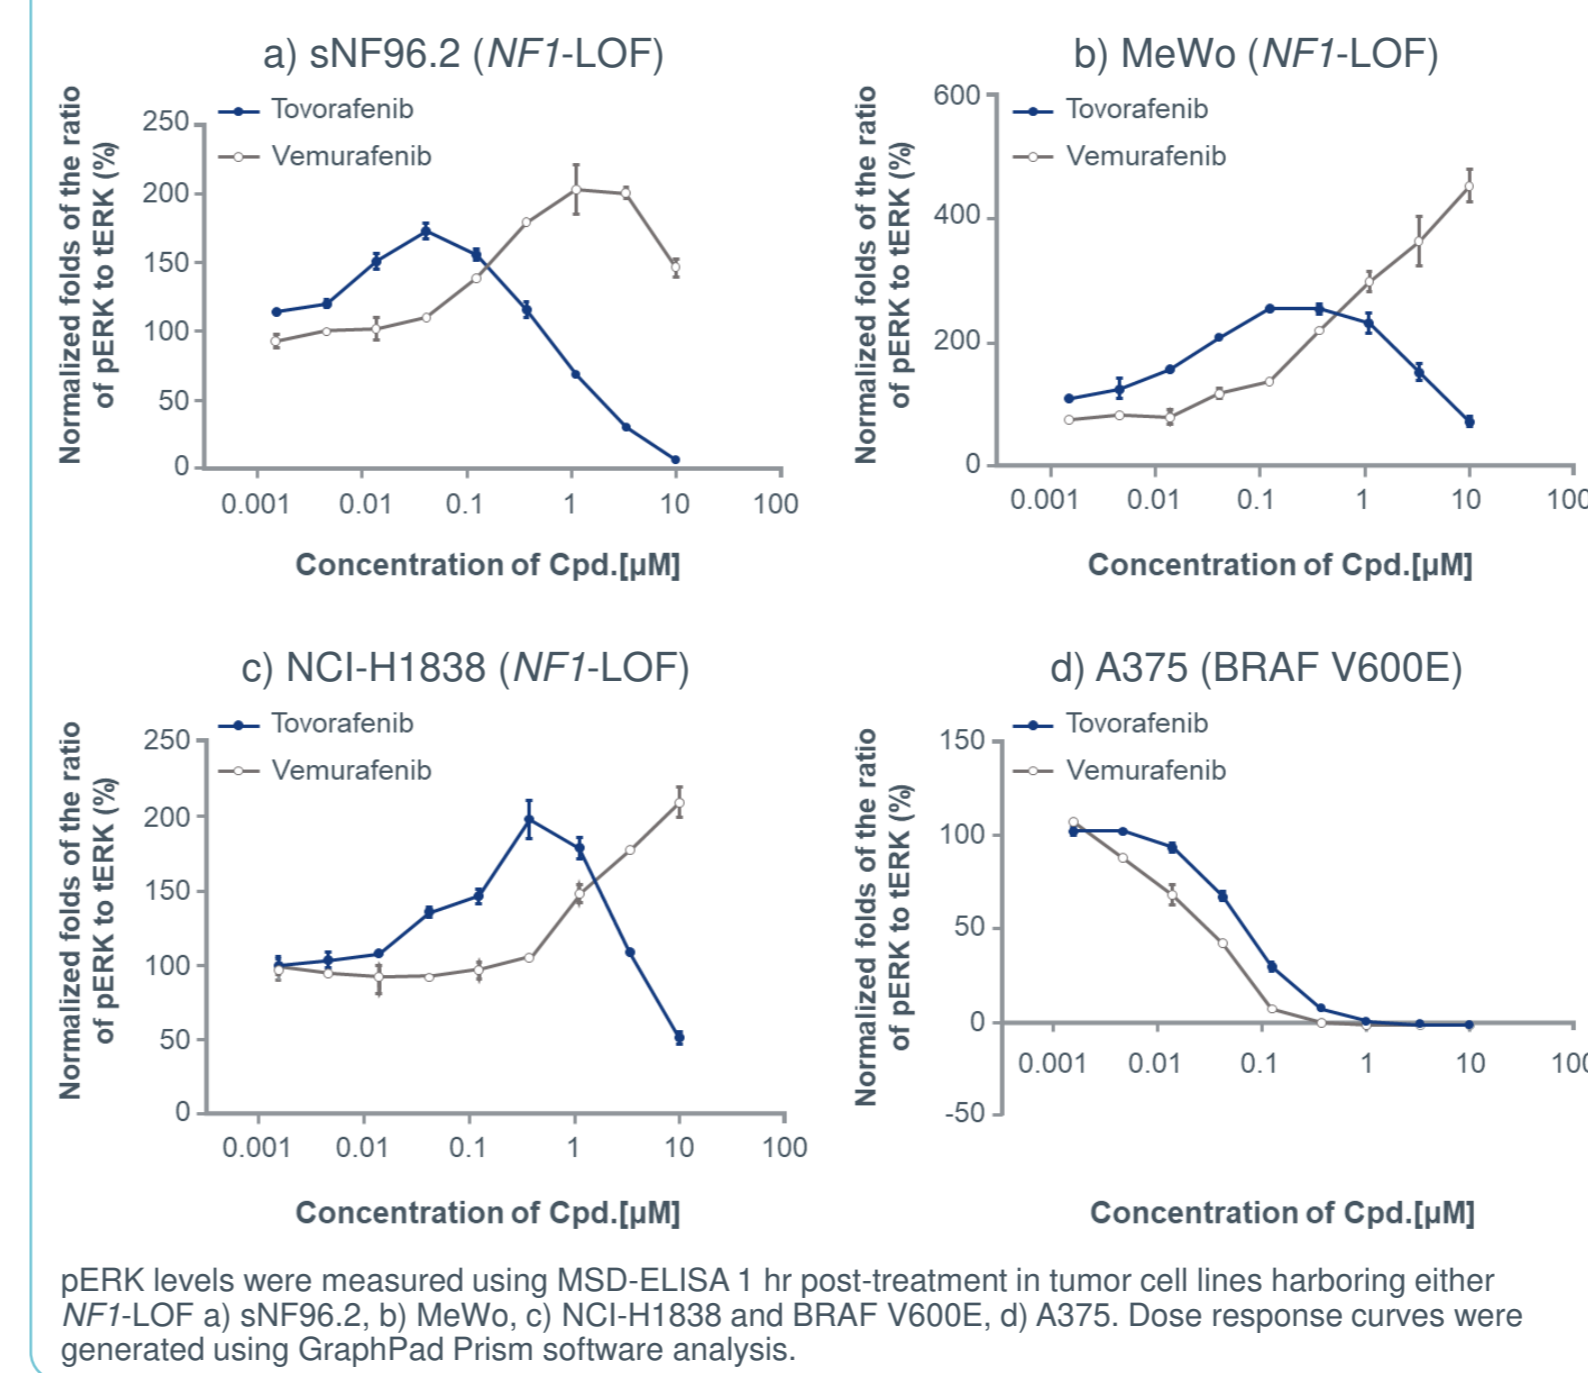 a) sNF96.2 (NF1-LOF)
Normalized folds of the ratio
of pERK to tERK (%)
Tovorafenib
Vemurafenib
250
200
150
100
50
0
0.001 0.01 0.1 1 10 100
Concentration of Cpd.[µM]
b) MeWo (NF1-LOF)
Normalized folds of the ratio
of pERK to tERK (%)
Tovorafenib
Vemurafenib
600
400
200
0
0.001 0.01 0.1 1 10 100
Concentration of Cpd.[µM]
c) NCI-H1838 (NF1-LOF)
Normalized folds of the ratio
of pERK to tERK (%)
Tovorafenib
Vemurafenib
250
200
150
100
50
0
0.001 0.01 0.1 1 10 100
Concentration of Cpd.[µM]
d) A375 (BRAF V600E)
Normalized folds of the ratio
of pERK to tERK (%)
Tovorafenib
Vemurafenib
150
100
50
0
-50
0.001 0.01 0.1 1 10 100
Concentration of Cpd.[µM]
pERK levels were measured using MSD-ELISA 1 hr post-treatment in tumor cell lines harboring either
NF1-LOF a) sNF96.2, b) MeWo, c) NCI-H1838 and BRAF V600E, d) A375. Dose response curves were
generated using GraphPad Prism software analysis.